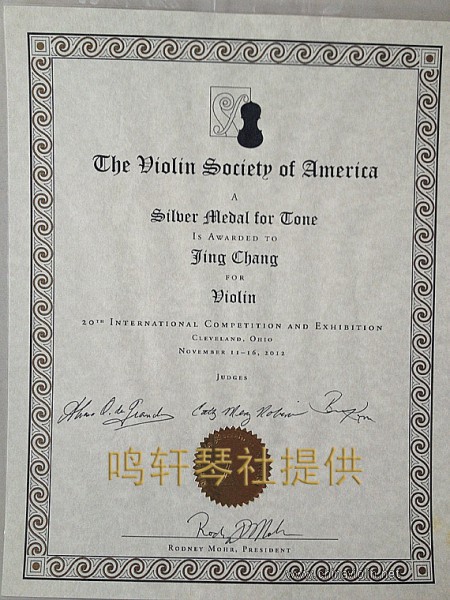 The Violin Society of America
A
Silver Medal for Tone
Is Awarded to
Jing Chang
for
Violin
20th International Competition and Exhibition
Cleveland, Ohio
November 11–16, 2012
Judges
鸣轩琴社提供
Rodney Mohr, President